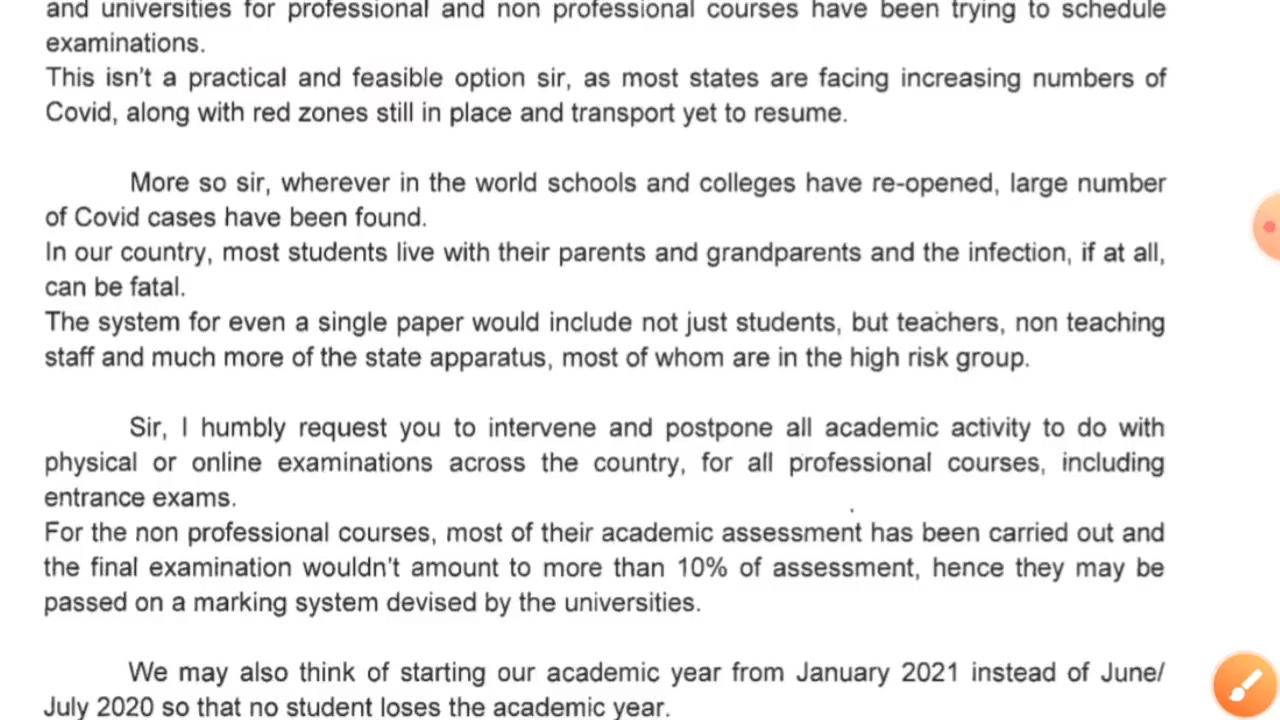 and universities for professional and non professional courses have been trying to schedule
examinations.
This isn't a practical and feasible option sir, as most states are facing increasing numbers of
Covid, along with red zones still in place and transport yet to resume.
More so sir, wherever in the world schools and colleges have re-opened, large number
of Covid cases have been found.
In our country, most students live with their parents and grandparents and the infection, if at all,
can be fatal.
The system for even a single paper would include not just students, but teachers, non teaching
staff and much more of the state apparatus, most of whom are in the high risk group.
Sir, I humbly request you to intervene and postpone all academic activity to do with
physical or online examinations across the country, for all professional courses, including
entrance exams.
For the non professional courses, most of their academic assessment has been carried out and
the final examination wouldn't amount to more than 10% of assessment, hence they may be
passed on a marking system devised by the universities.
We may also think of starting our academic year from January 2021 instead of June/
July 2020 so that no student loses the academic year.